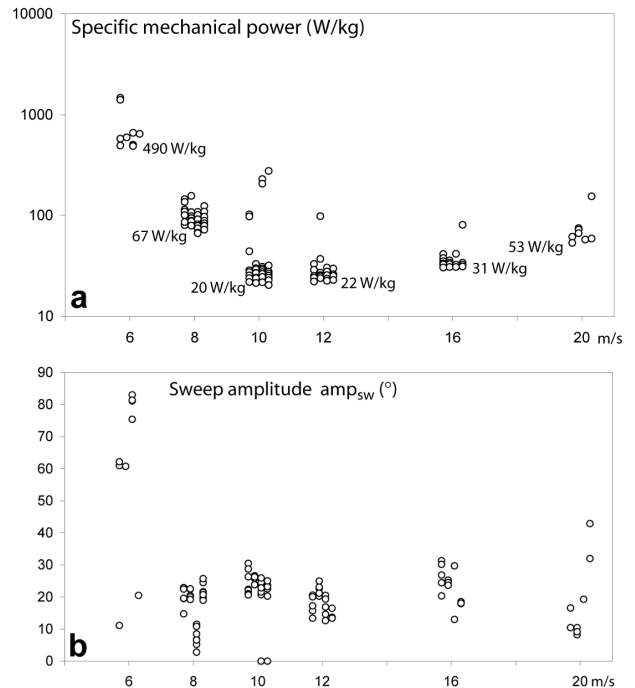 Specific mechanical power (W/kg)
10000
1000
100
10
490 W/kg
67 W/kg
20 W/kg
22 W/kg
31 W/kg
53 W/kg
a
6 8 10 12 16 20 m/s
Sweep amplitude ampsw (°)
90
80
70
60
50
40
30
20
10
0
b
6 8 10 12 16 20 m/s